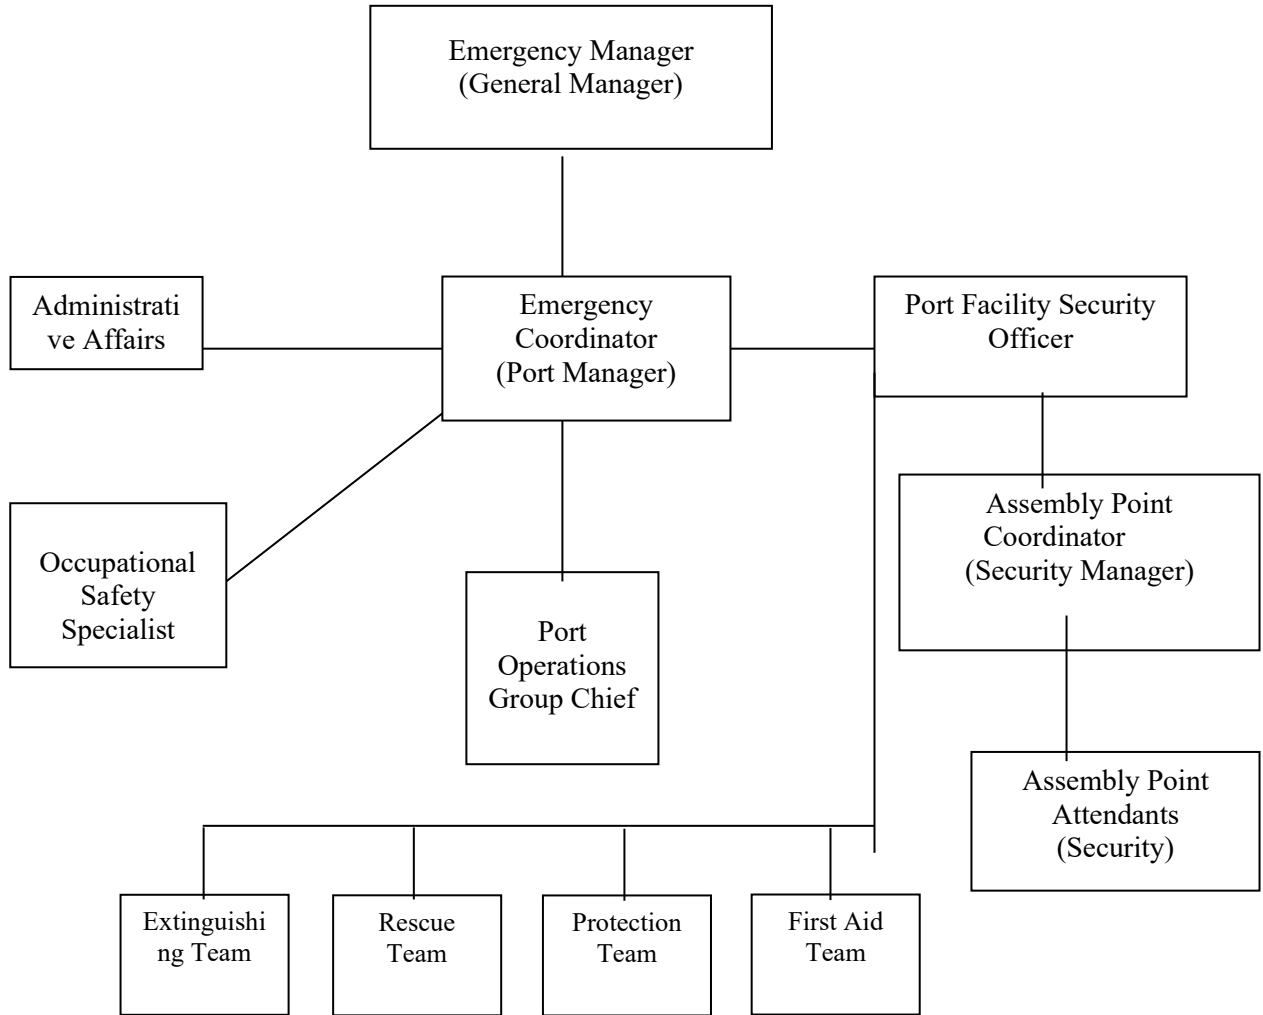 Emergency Manager
(General Manager)
Administrati
ve Affairs
Emergency
Coordinator
(Port Manager)
Port Facility Security
Officer
Occupational
Safety
Specialist
Port
Operations
Group Chief
Assembly Point
Coordinator
(Security Manager)
Assembly Point
Attendants
(Security)
Extinguishi
ng Team
Rescue
Team
Protection
Team
First Aid
Team